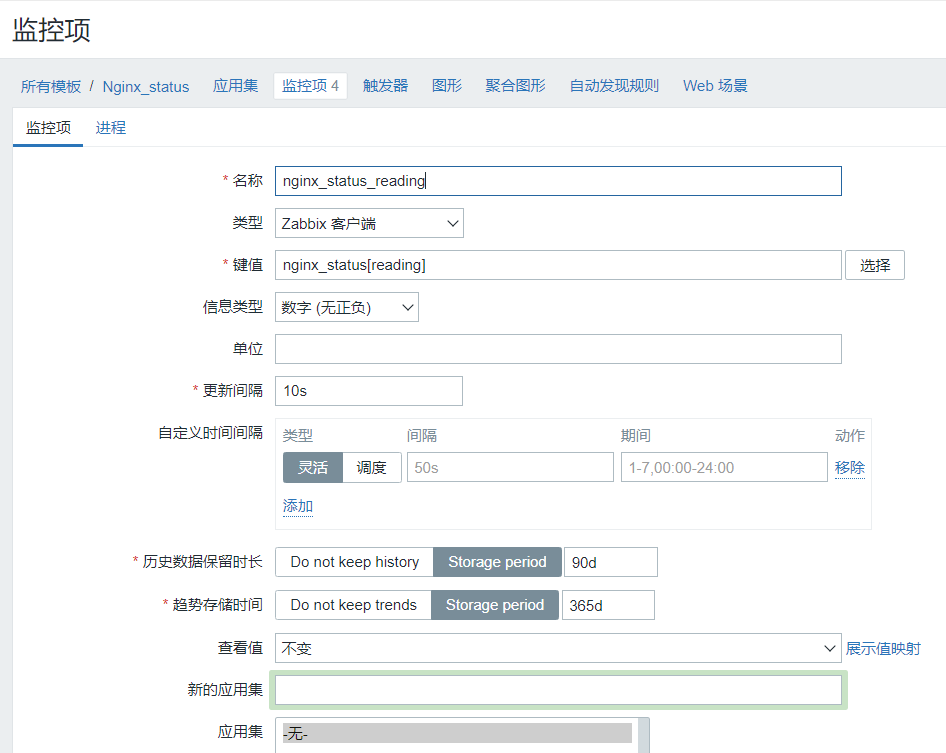 监控项
所有模板 / Nginx_status 应用集 监控项 4 触发器 图形 聚合图形 自动发现规则 Web 场景
监控项 进程
* 名称 nginx_status_reading
类型 Zabbix 客户端
* 键值 nginx_status[reading] 选择
信息类型 数字 (无正负)
单位
* 更新间隔 10s
自定义时间间隔 类型 间隔 期间 动作
灵活 调度 50s 1-7,00:00-24:00 移除
添加
* 历史数据保留时长 Do not keep history Storage period 90d
* 趋势存储时间 Do not keep trends Storage period 365d
查看值 不变 展示值映射
新的应用集
应用集 -无-